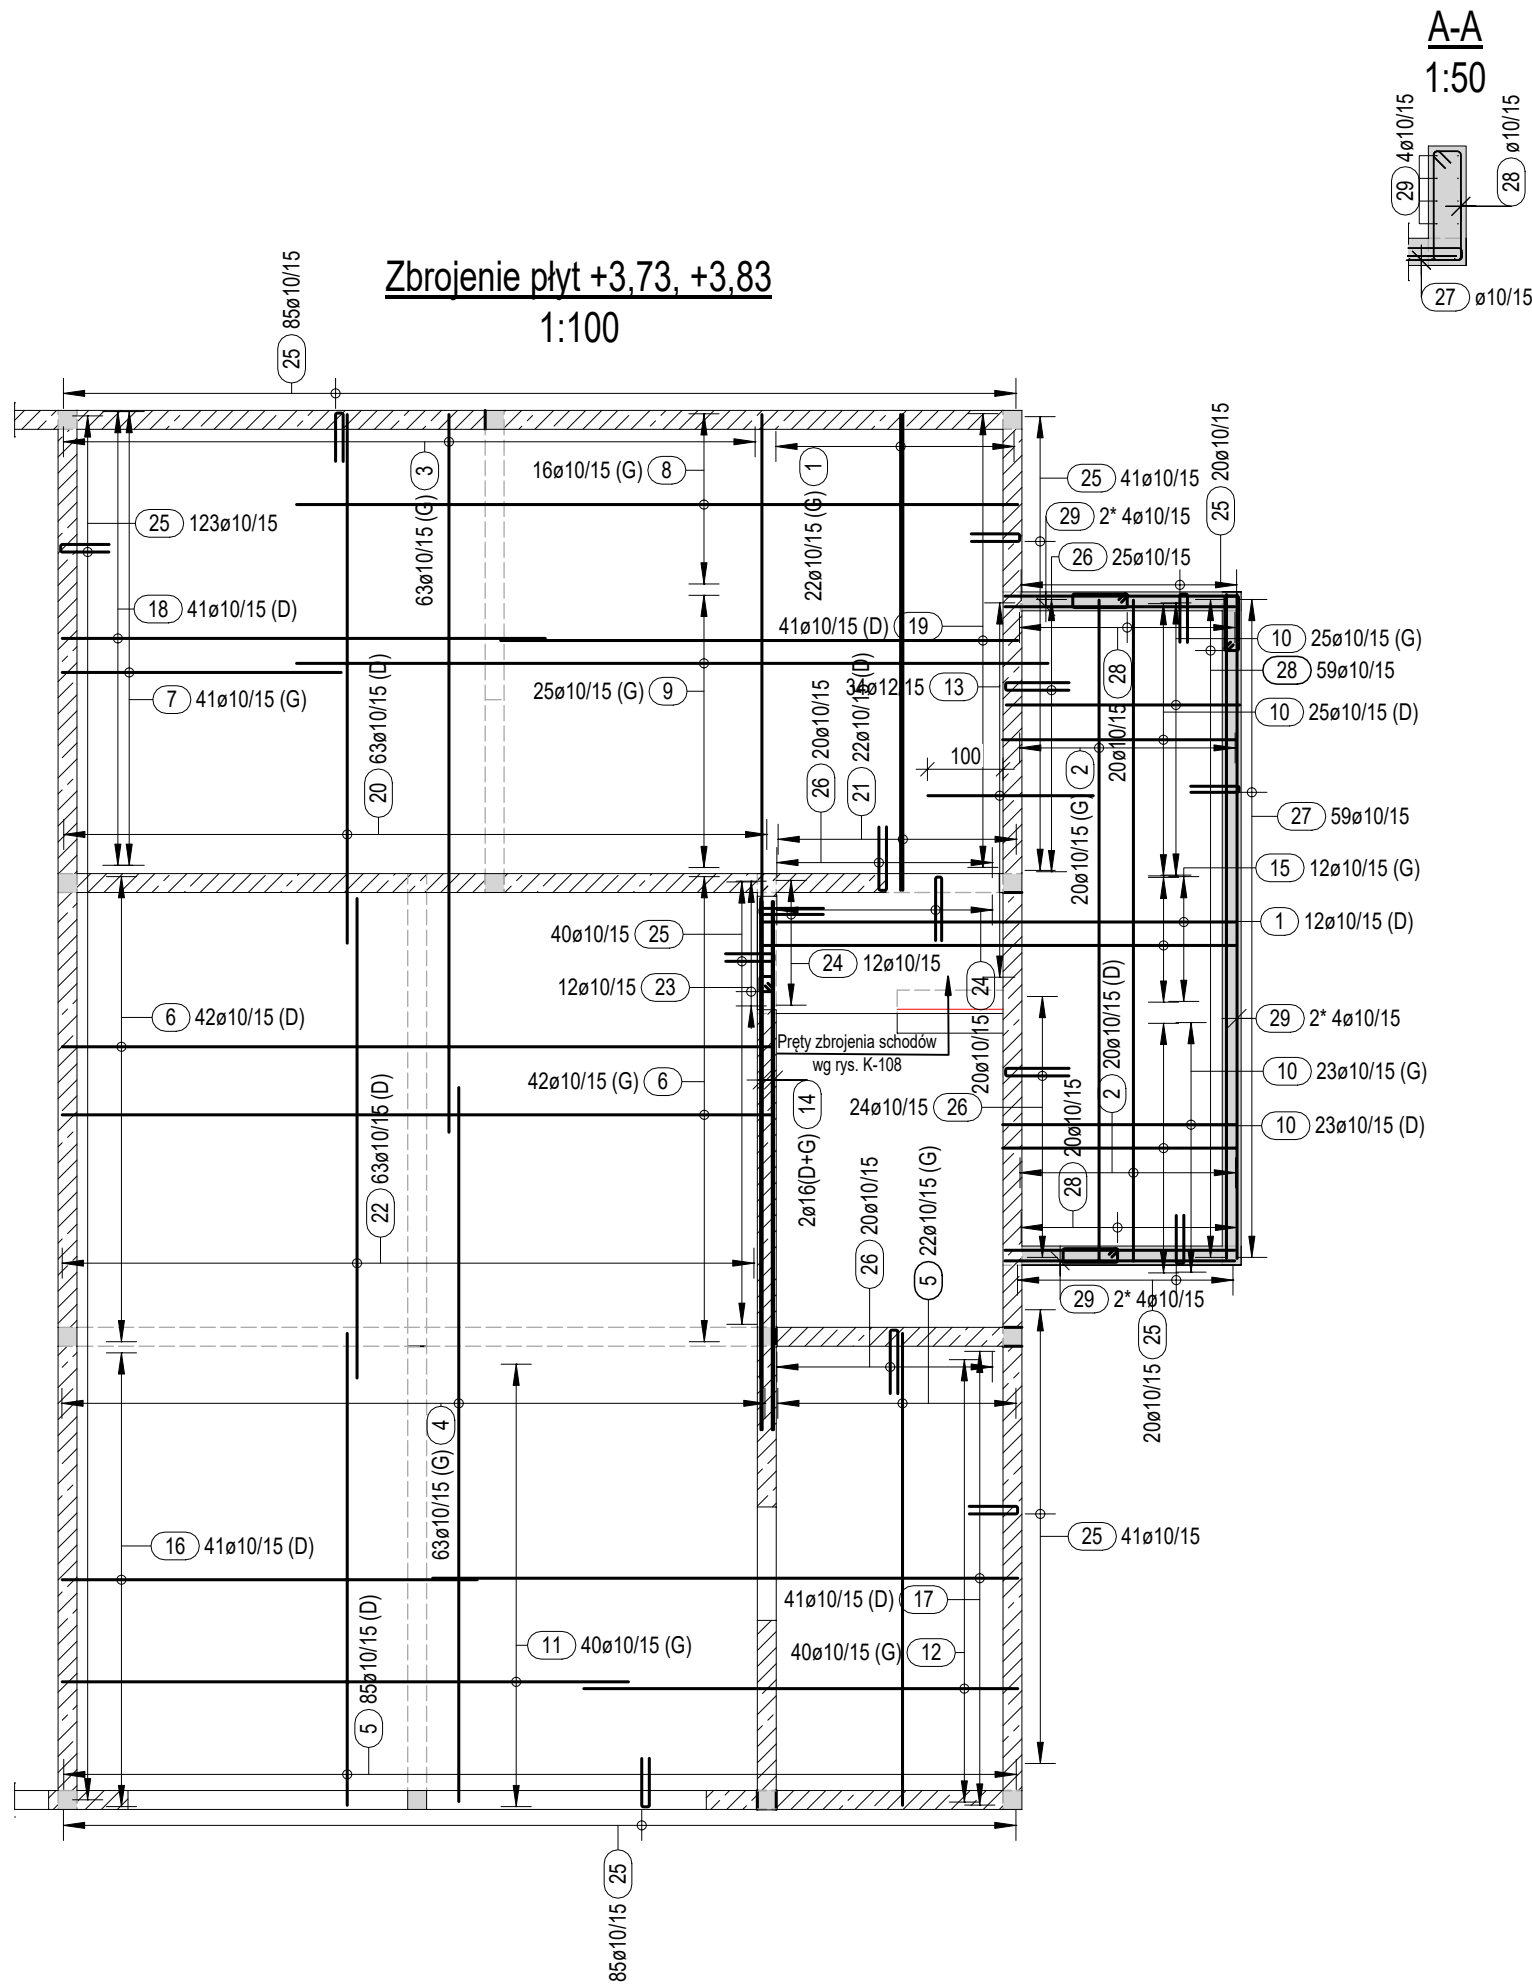 A-A
1:50
29 4ø10/15
28 ø10/15
27 ø10/15
Zbrojenie płyt +3,73, +3,83
1:100
25 85ø10/15
63ø10/15 (G) 3
16ø10/15 (G) 8
22ø10/15 (G) 1
25 41ø10/15
25 20ø10/15
29 2* 4ø10/15
25 123ø10/15
26 25ø10/15
18 41ø10/15 (D)
41ø10/15 (D) 19
10 25ø10/15 (G)
28 59ø10/15
20ø10/15 28
7 41ø10/15 (G)
20 63ø10/15 (D)
25ø10/15 (G) 9
34ø12/15 13
10 25ø10/15 (D)
26 20ø10/15
21 22ø10/15 (D)
100
20ø10/15 (G) 2
27 59ø10/15
15 12ø10/15 (G)
1 12ø10/15 (D)
40ø10/15 25
24 12ø10/15
12ø10/15 23
20ø10/15 24
2 20ø10/15 (D)
6 42ø10/15 (D)
29 2* 4ø10/15
Pręty zbrojenia schodów
wg rys. K-108
42ø10/15 (G) 6
10 23ø10/15 (G)
2ø16(D+G) 14
24ø10/15 26
10 23ø10/15 (D)
22 63ø10/15 (D)
28 20ø10/15
26 20ø10/15
5 22ø10/15 (G)
29 2* 4ø10/15
20ø10/15 25
63ø10/15 (G) 4
16 41ø10/15 (D)
25 41ø10/15
41ø10/15 (D) 17
11 40ø10/15 (G)
40ø10/15 (G) 12
5 85ø10/15 (D)
85ø10/15 25